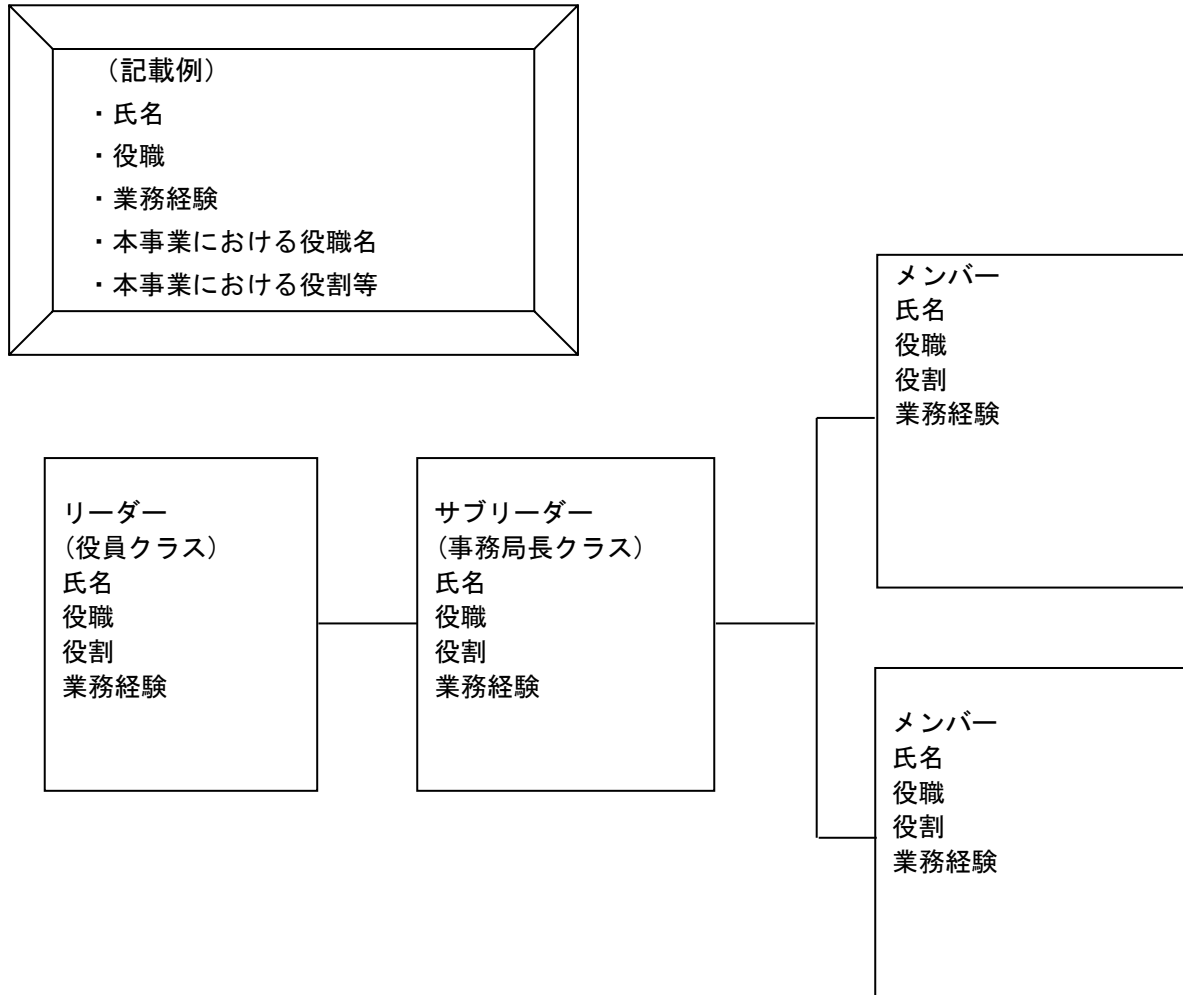 （記載例）
・氏名
・役職
・業務経験
・本事業における役職名
・本事業における役割等
リーダー
(役員クラス)
氏名
役職
役割
業務経験
サブリーダー
(事務局長クラス)
氏名
役職
役割
業務経験
メンバー
氏名
役職
役割
業務経験
メンバー
氏名
役職
役割
業務経験